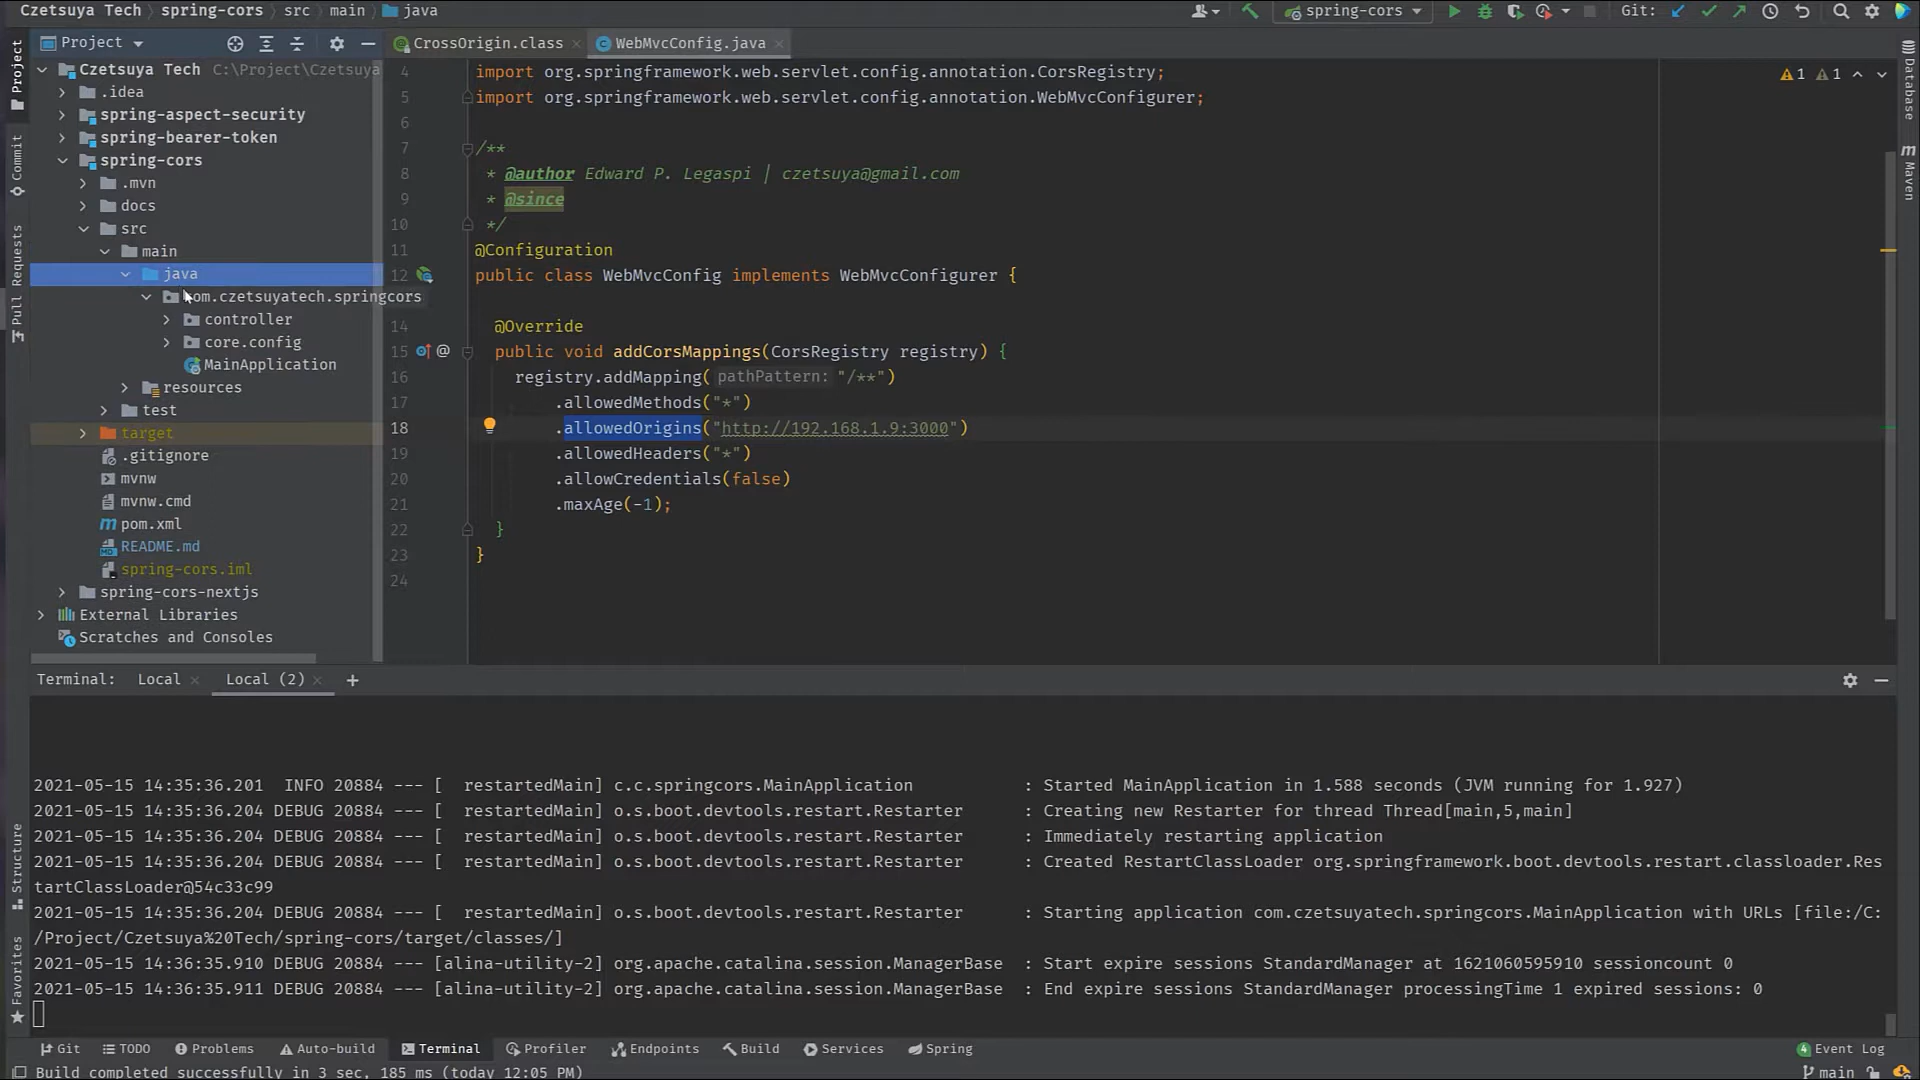 Czetsuya Tech spring-cors src main java
spring-cors Git:
Project
CrossOrigin.class WebMvcConfig.java
Project
Commit
Pull Requests
Structure
Favorites
Database
Maven
Czetsuya Tech C:\Project\Czetsuya
.idea
spring-aspect-security
spring-bearer-token
spring-cors
.mvn
docs
src
main
java
com.czetsuyatech.springcors
controller
core.config
MainApplication
resources
test
target
.gitignore
mvnw
mvnw.cmd
pom.xml
README.md
spring-cors.iml
spring-cors-nextjs
External Libraries
Scratches and Consoles
1 1
4 import org.springframework.web.servlet.config.annotation.CorsRegistry;
5 import org.springframework.web.servlet.config.annotation.WebMvcConfigurer;
6
7 /**
8 * @author Edward P. Legaspi | czetsuya@gmail.com
9 * @since
10 */
11 @Configuration
12 public class WebMvcConfig implements WebMvcConfigurer {
14 @Override
15 @ public void addCorsMappings(CorsRegistry registry) {
16 registry.addMapping( pathPattern: "/**")
17 .allowedMethods("*")
18 .allowedOrigins("http://192.168.1.9:3000")
19 .allowedHeaders("*")
20 .allowCredentials(false)
21 .maxAge(-1);
22 }
23 }
24
Terminal: Local Local (2) +
2021-05-15 14:35:36.201 INFO 20884 --- [ restartedMain] c.c.springcors.MainApplication : Started MainApplication in 1.588 seconds (JVM running for 1.927)
2021-05-15 14:35:36.204 DEBUG 20884 --- [ restartedMain] o.s.boot.devtools.restart.Restarter : Creating new Restarter for thread Thread[main,5,main]
2021-05-15 14:35:36.204 DEBUG 20884 --- [ restartedMain] o.s.boot.devtools.restart.Restarter : Immediately restarting application
2021-05-15 14:35:36.204 DEBUG 20884 --- [ restartedMain] o.s.boot.devtools.restart.Restarter : Created RestartClassLoader org.springframework.boot.devtools.restart.classloader.Res
tartClassLoader@54c33c99
2021-05-15 14:35:36.204 DEBUG 20884 --- [ restartedMain] o.s.boot.devtools.restart.Restarter : Starting application com.czetsuyatech.springcors.MainApplication with URLs [file:/C:
/Project/Czetsuya%20Tech/spring-cors/target/classes/]
2021-05-15 14:36:35.910 DEBUG 20884 --- [alina-utility-2] org.apache.catalina.session.ManagerBase : Start expire sessions StandardManager at 1621060595910 sessioncount 0
2021-05-15 14:36:35.911 DEBUG 20884 --- [alina-utility-2] org.apache.catalina.session.ManagerBase : End expire sessions StandardManager processingTime 1 expired sessions: 0
Git TODO Problems Auto-build Terminal Profiler Endpoints Build Services Spring 4 Event Log
Build completed successfully in 3 sec, 185 ms (today 12:05 PM) main